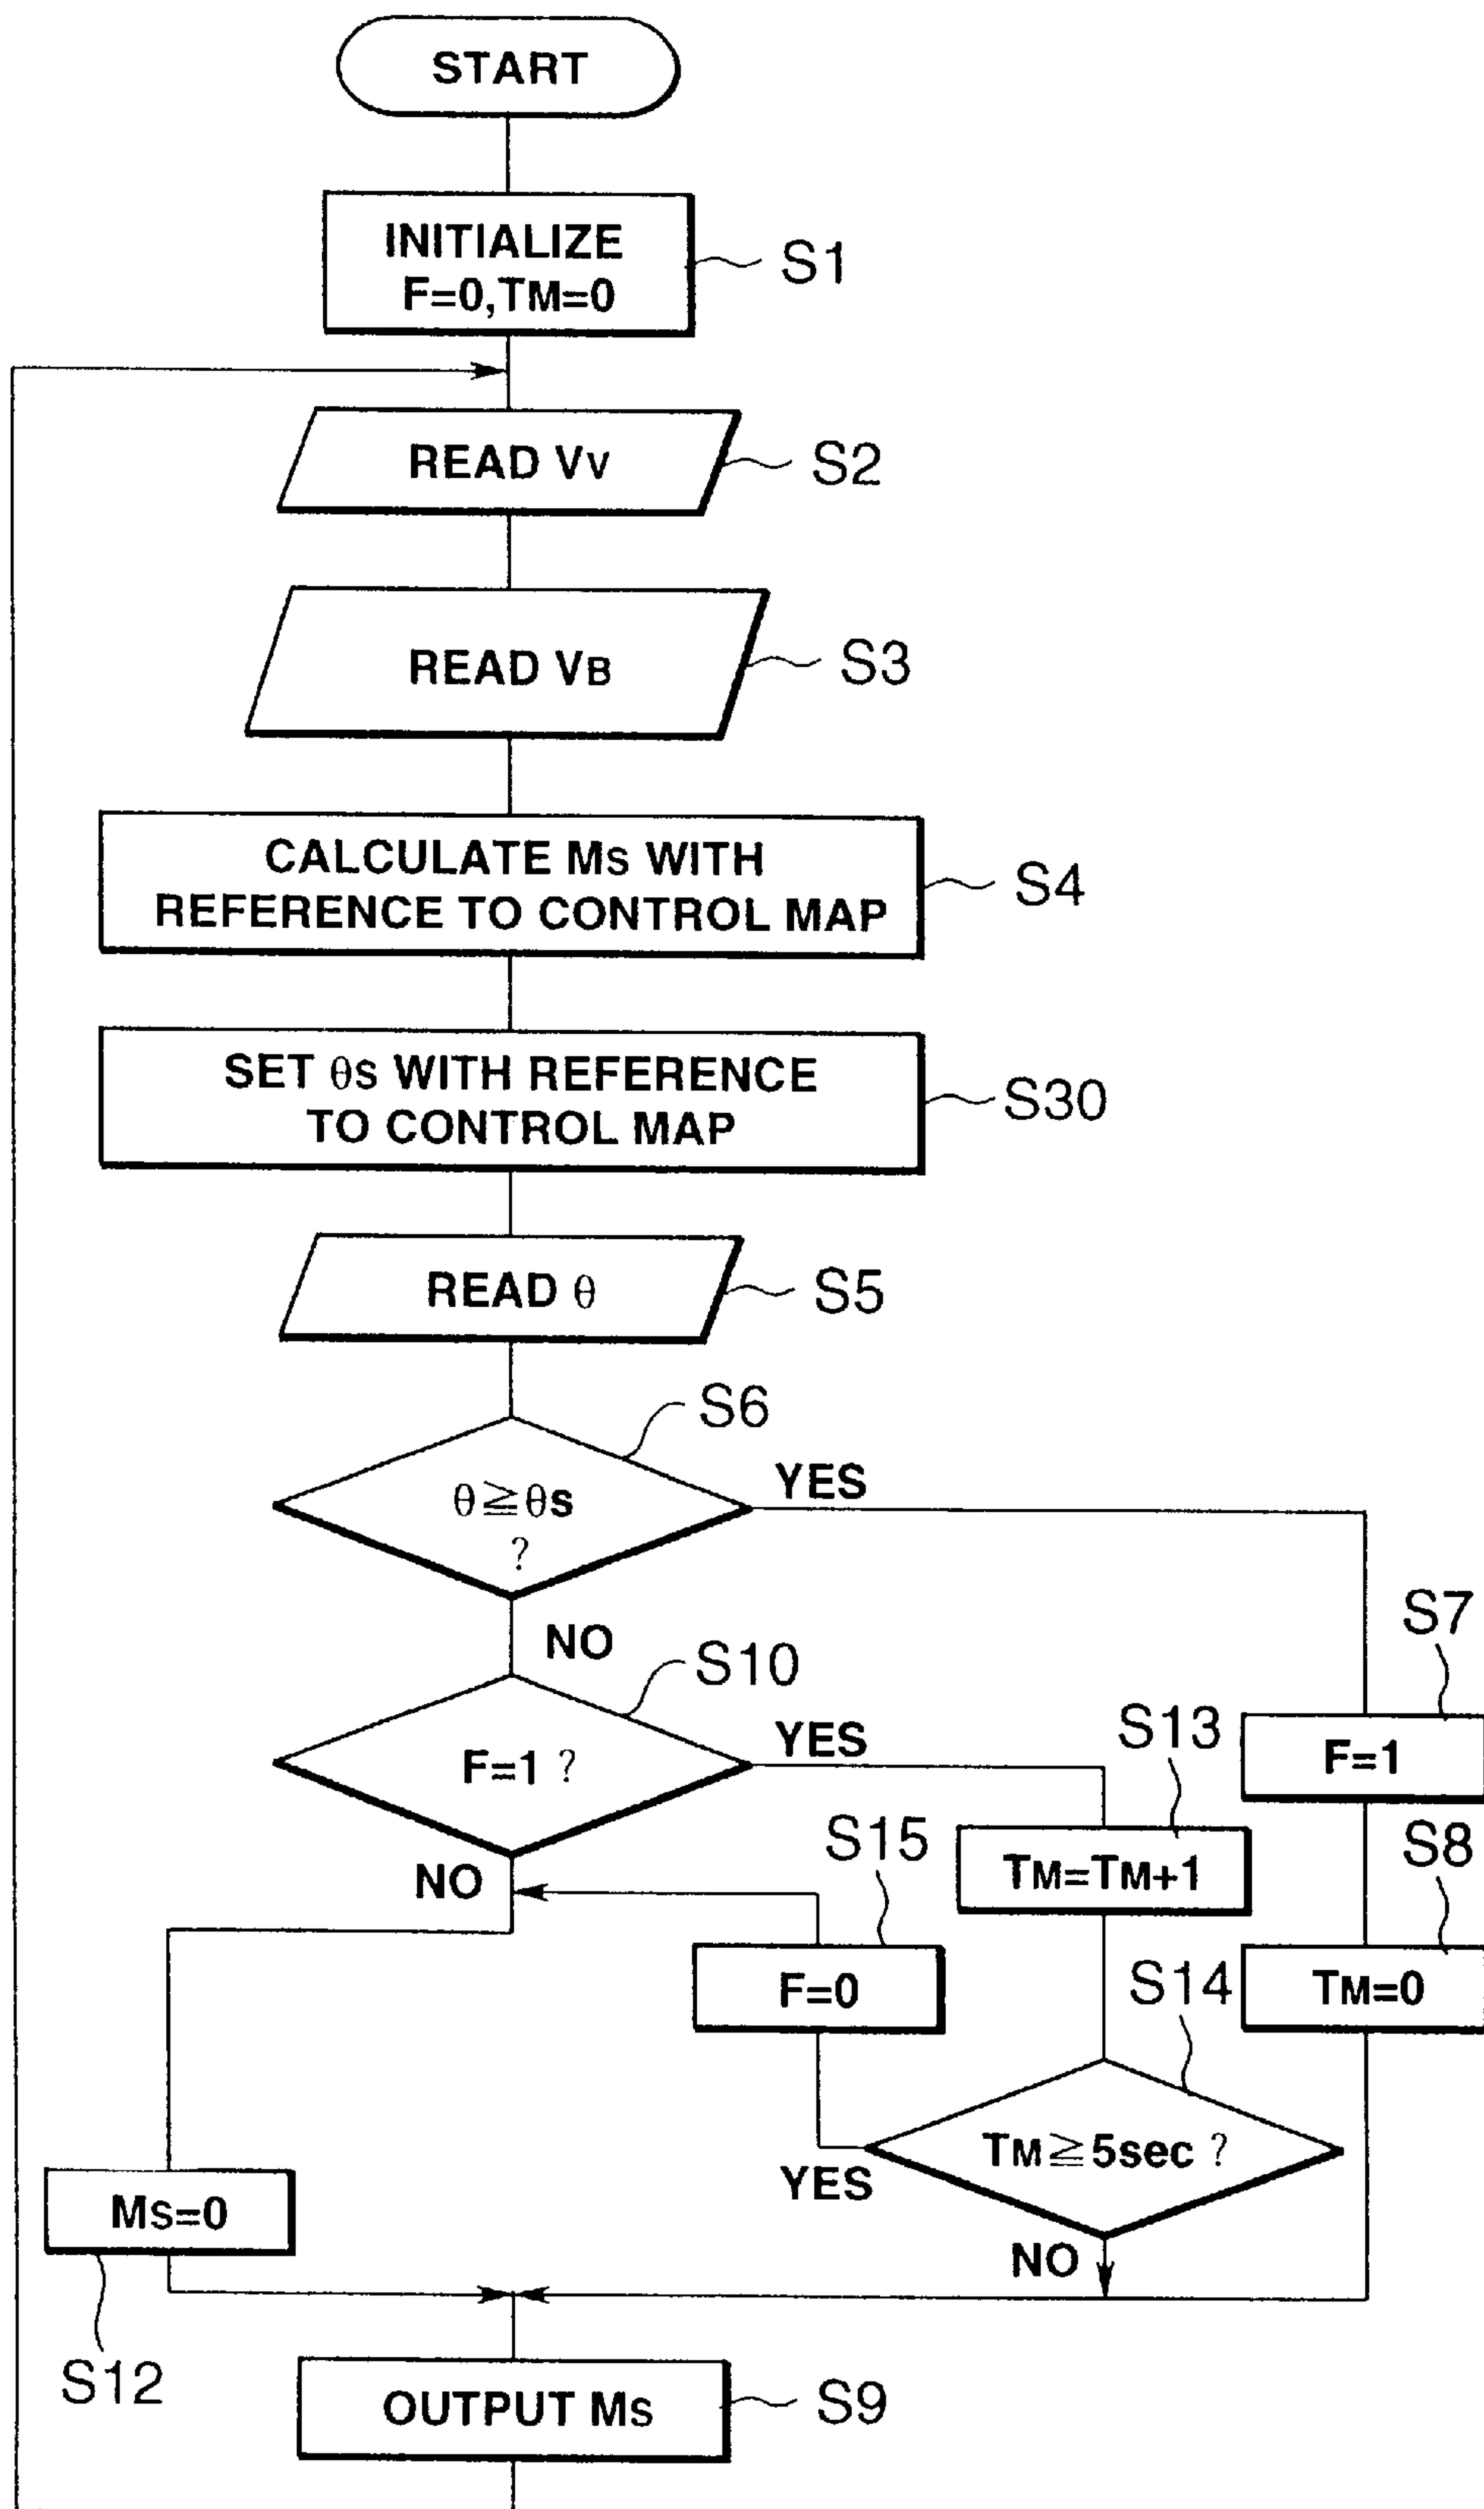 START
INITIALIZE
F=0,TM=0
S1
READ VV
S2
READ VB
S3
CALCULATE MS WITH
REFERENCE TO CONTROL MAP
S4
SET θS WITH REFERENCE
TO CONTROL MAP
S30
READ θ
S5
S6
θ≧θS
?
YES
NO
S7
S10
F=1 ?
YES
S13
F=1
NO
S15
TM=TM+1
S8
F=0
S14
TM=0
TM≧5sec ?
YES
MS=0
NO
S12
OUTPUT MS
S9